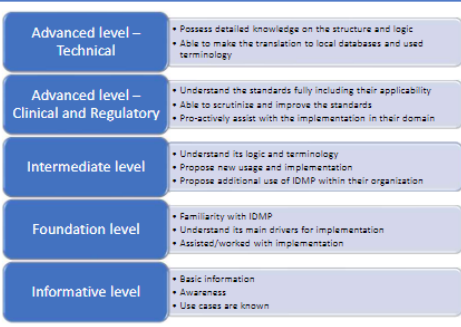 Advanced level –
Technical
• Possess detailed knowledge on the structure and logic
• Able to make the translation to local databases and used
terminology
Advanced level –
Clinical and Regulatory
• Understand the standards fully including their applicability
• Able to scrutinize and improve the standards
• Pro-actively assist with the implementation in their domain
Intermediate level
• Understand its logic and terminology
• Propose new usage and implementation
• Propose additional use of IDMP within their organization
Foundation level
• Familiarity with IDMP
• Understand its main drivers for implementation
• Assisted/worked with implementation
Informative level
• Basic information
• Awareness
• Use cases are known